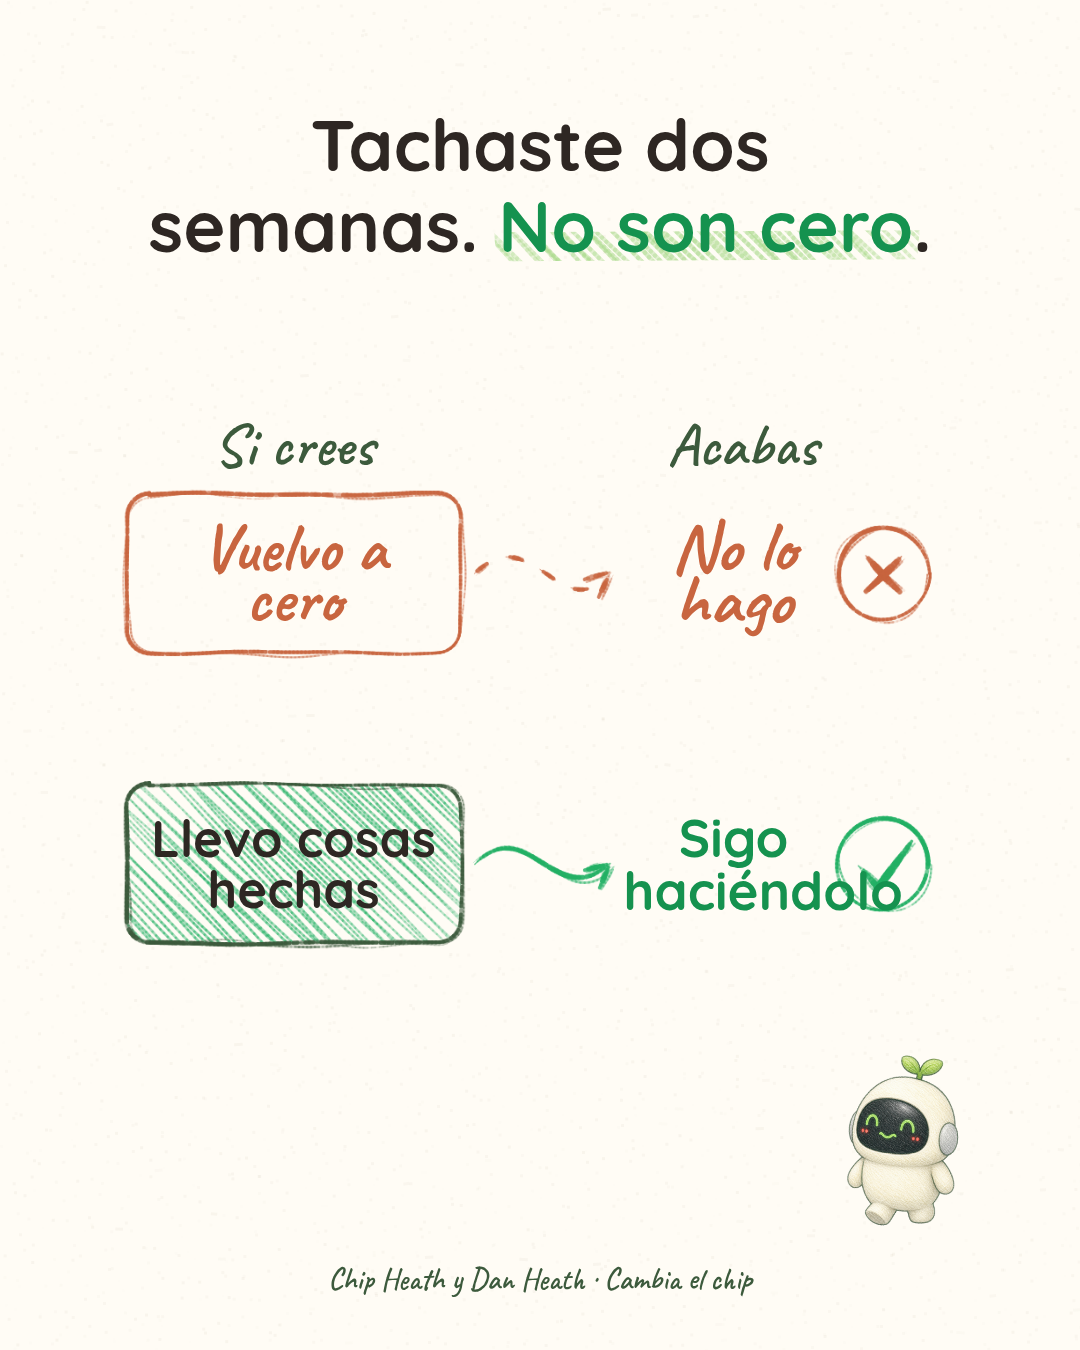 Tachaste dos
semanas. No son cero.
Si crees
Acabas
Vuelvo a
cero
No lo
hago
Llevo cosas
hechas
Sigo
haciéndolo
Chip Heath y Dan Heath · Cambia el chip